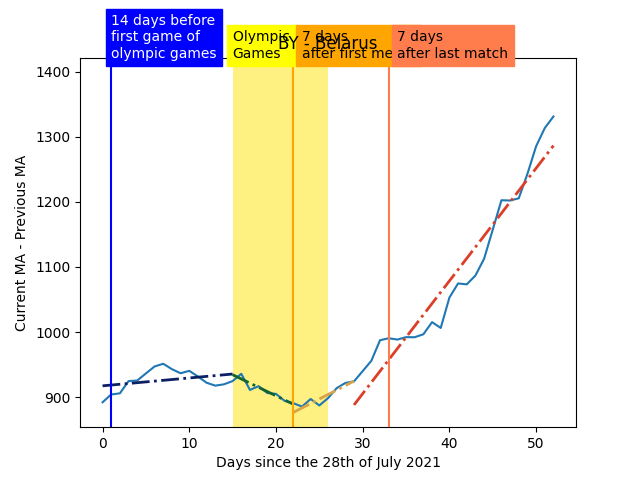 14 days before
first game of
olympic games
Olympic
Games
7 days
after first me
7 days
after last match
BY - Belarus
Current MA - Previous MA
1400
1300
1200
1100
1000
900
0
10
20
30
40
50
Days since the 28th of July 2021